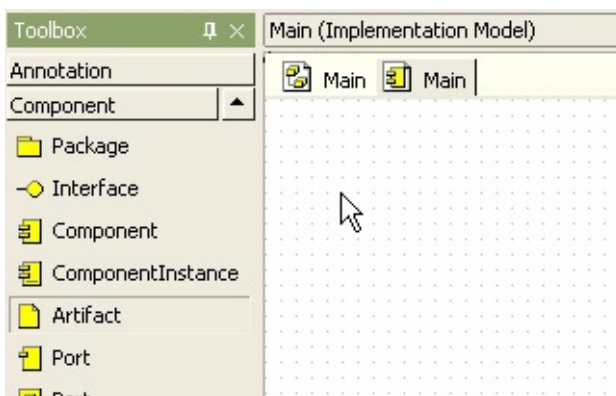 Toolbox
Main (Implementation Model)
Annotation
Main Main
Component
Package
Interface
Component
ComponentInstance
Artifact
Port